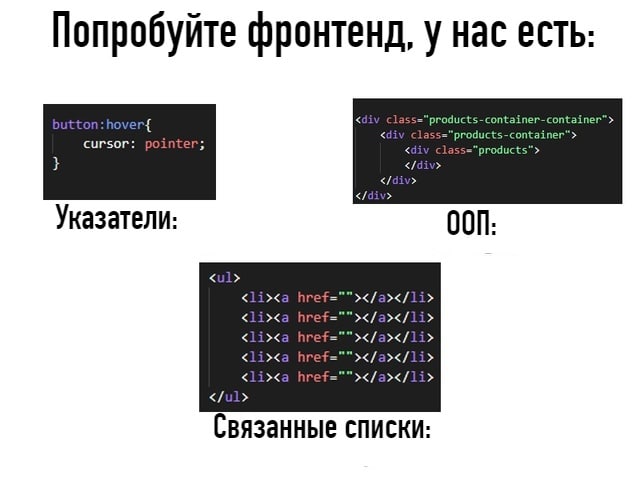 Попробуйте фронтенд, у нас есть:
button:hover{
cursor: pointer;
}
Указатели:
<div class="products-container-container">
<div class="products-container">
<div class="products">
</div>
</div>
</div>
ООП:
<ul>
<li><a href=""></a></li>
<li><a href=""></a></li>
<li><a href=""></a></li>
<li><a href=""></a></li>
<li><a href=""></a></li>
</ul>
Связанные списки: